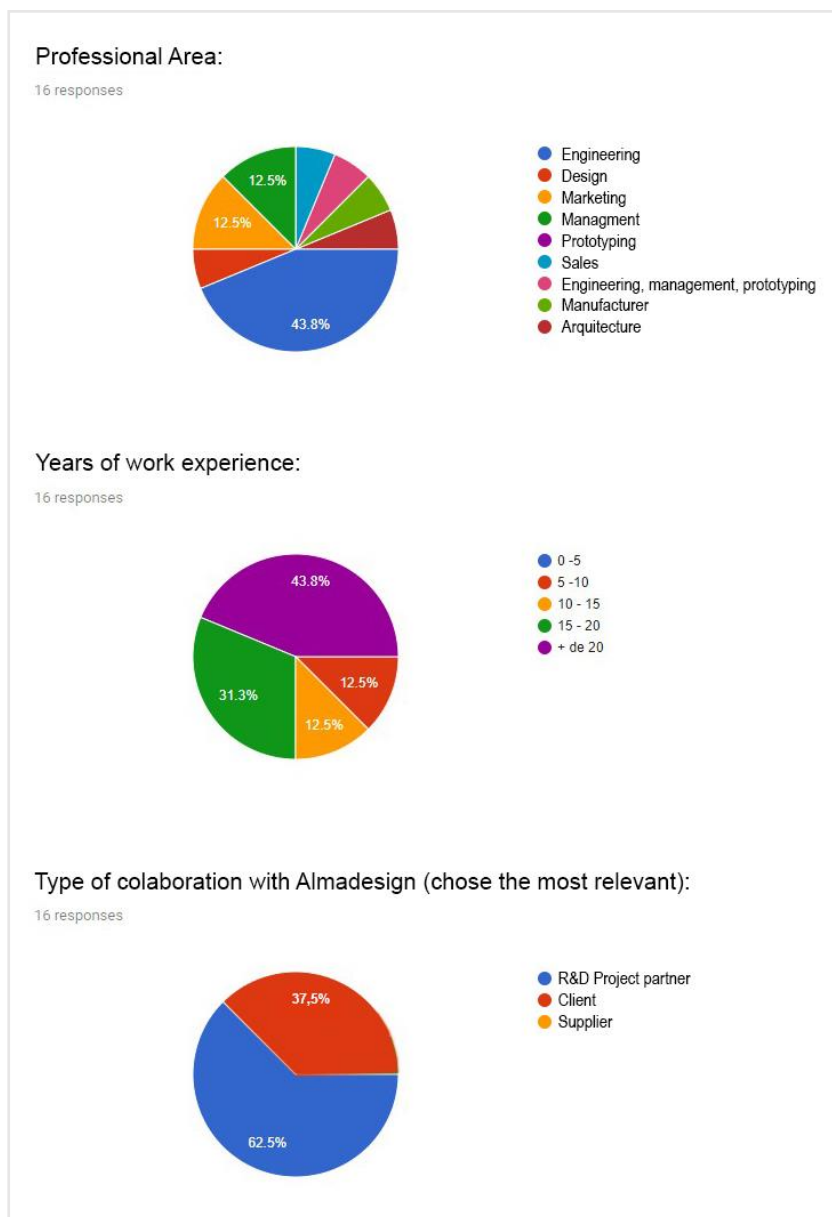 Professional Area:
16 responses
12.5%
12.5%
43.8%
Engineering
Design
Marketing
Managment
Prototyping
Sales
Engineering, management, prototyping
Manufacturer
Arquitecture
Years of work experience:
16 responses
43.8%
12.5%
31.3%
12.5%
0 -5
5 -10
10 - 15
15 - 20
+ de 20
Type of colaboration with Almadesign (chose the most relevant):
16 responses
37,5%
62.5%
R&D Project partner
Client
Supplier